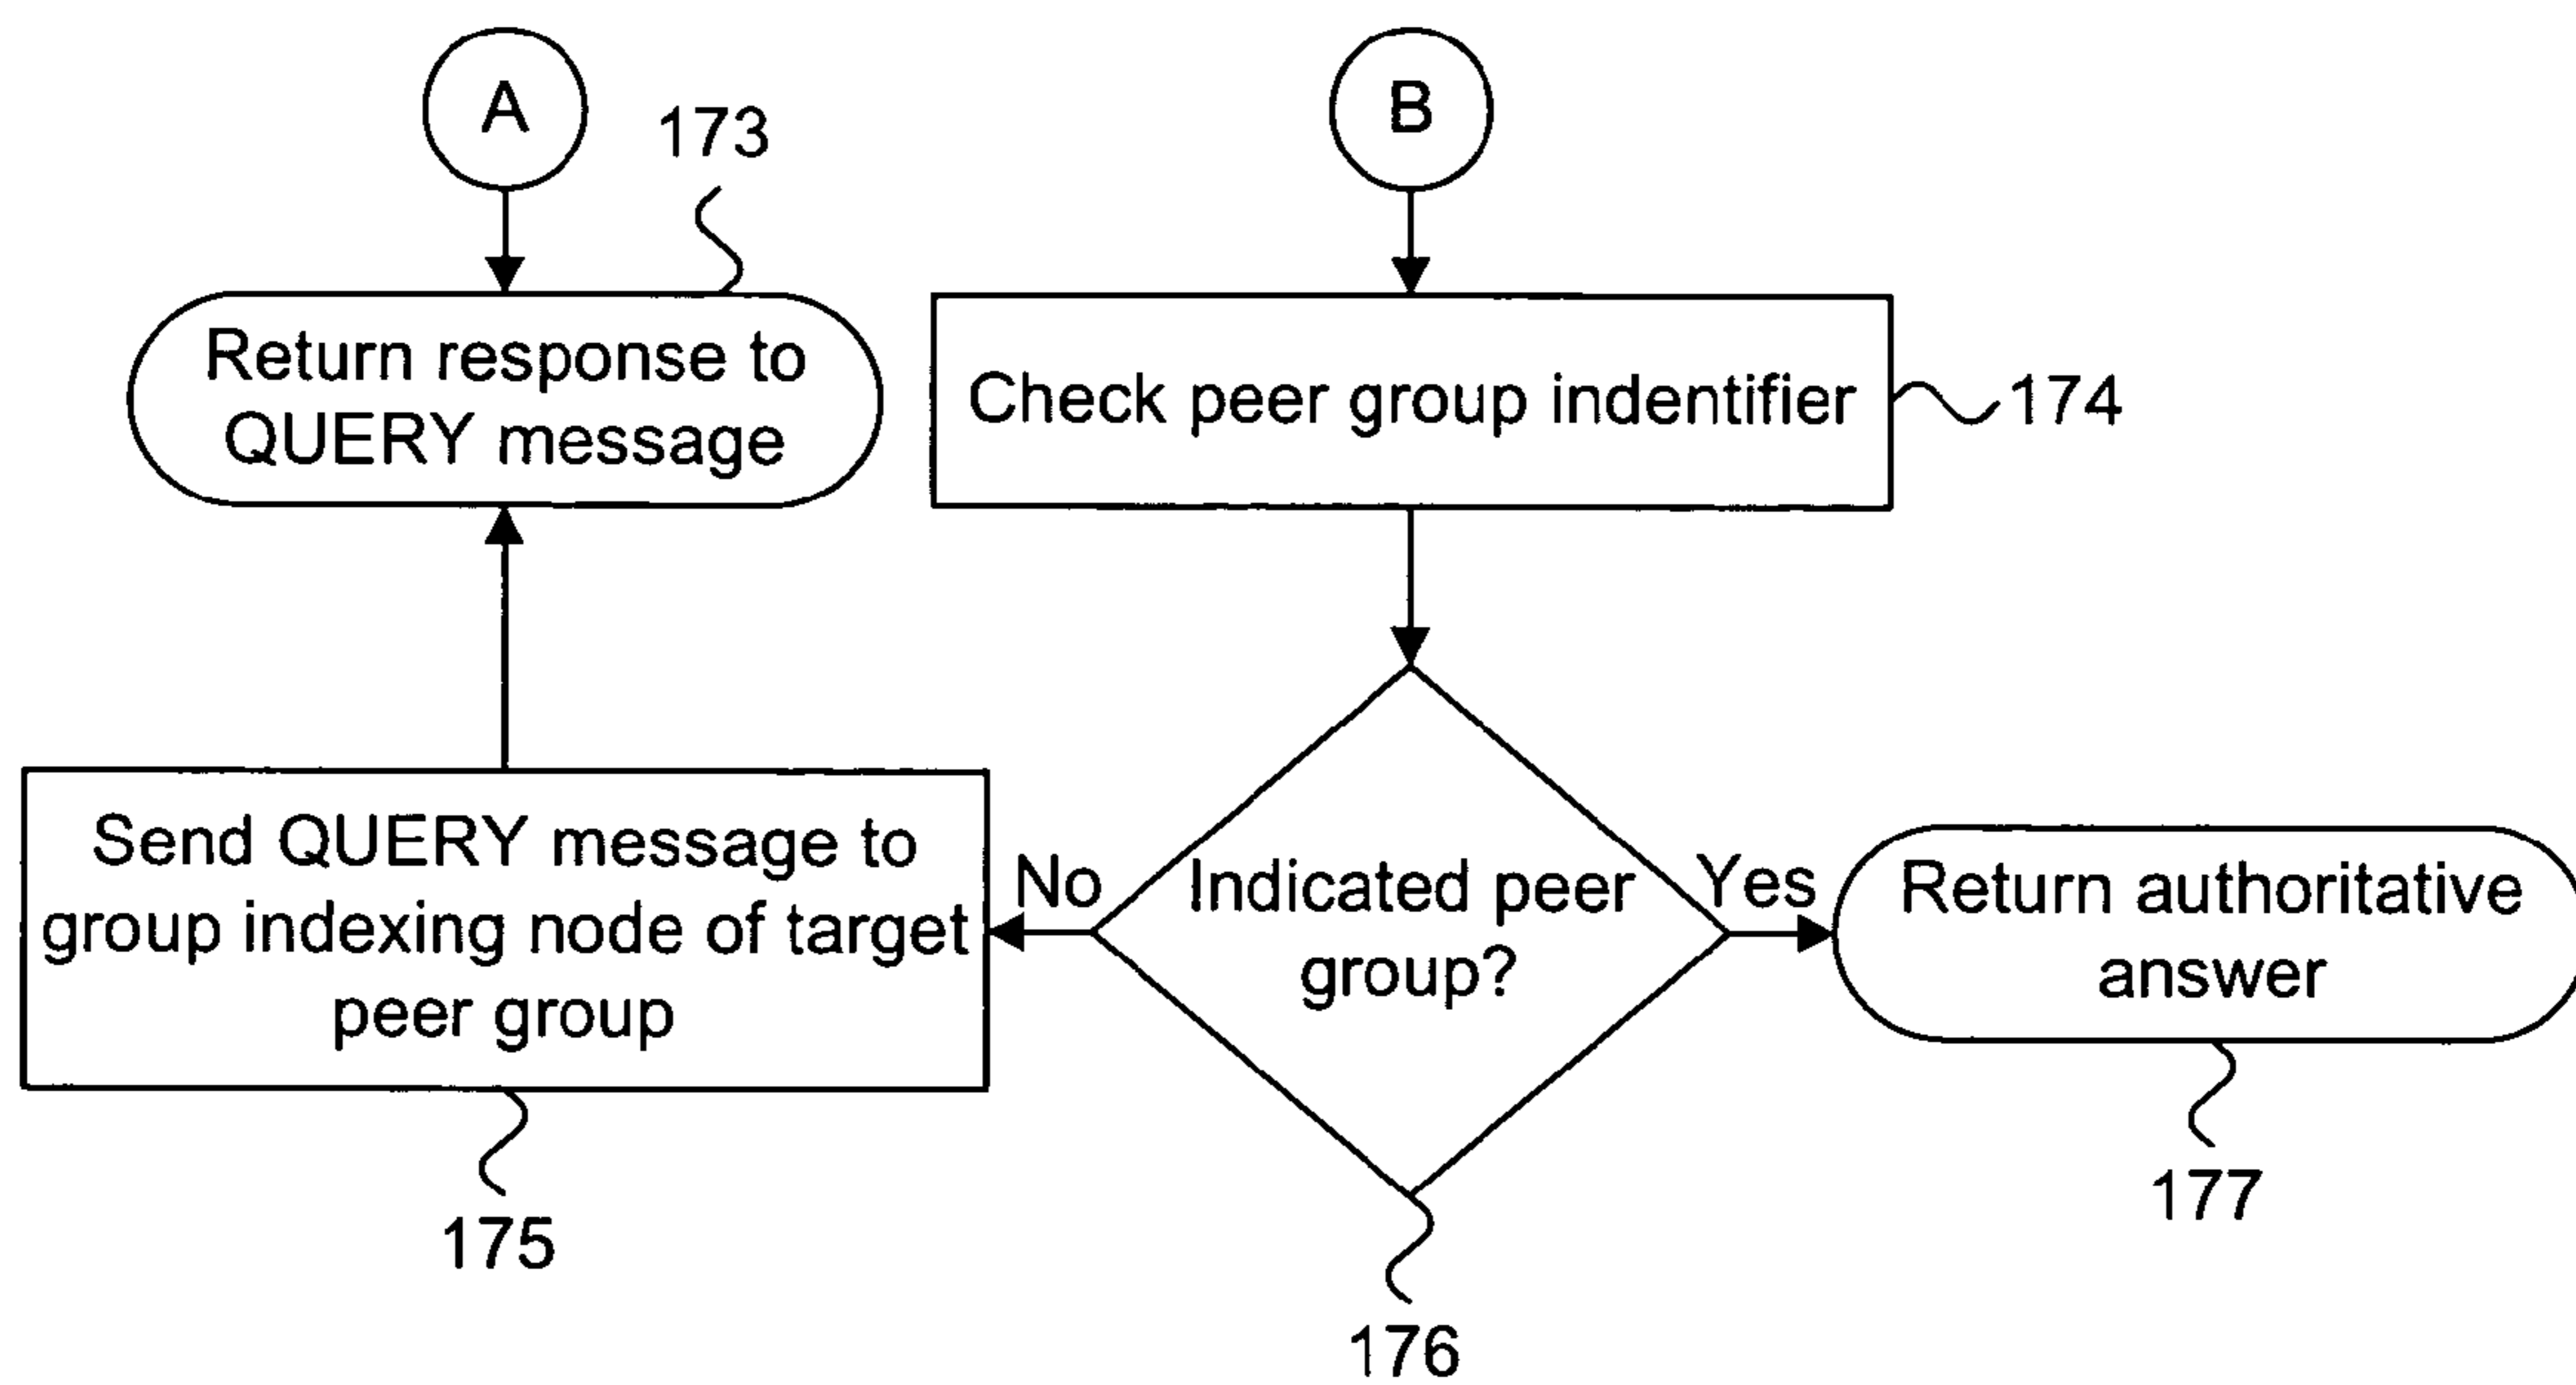 A
B
173
Return response to
QUERY message
Check peer group indentifier
174
Send QUERY message to
group indexing node of target
peer group
No
Indicated peer
group?
Yes
Return authoritative
answer
175
176
177